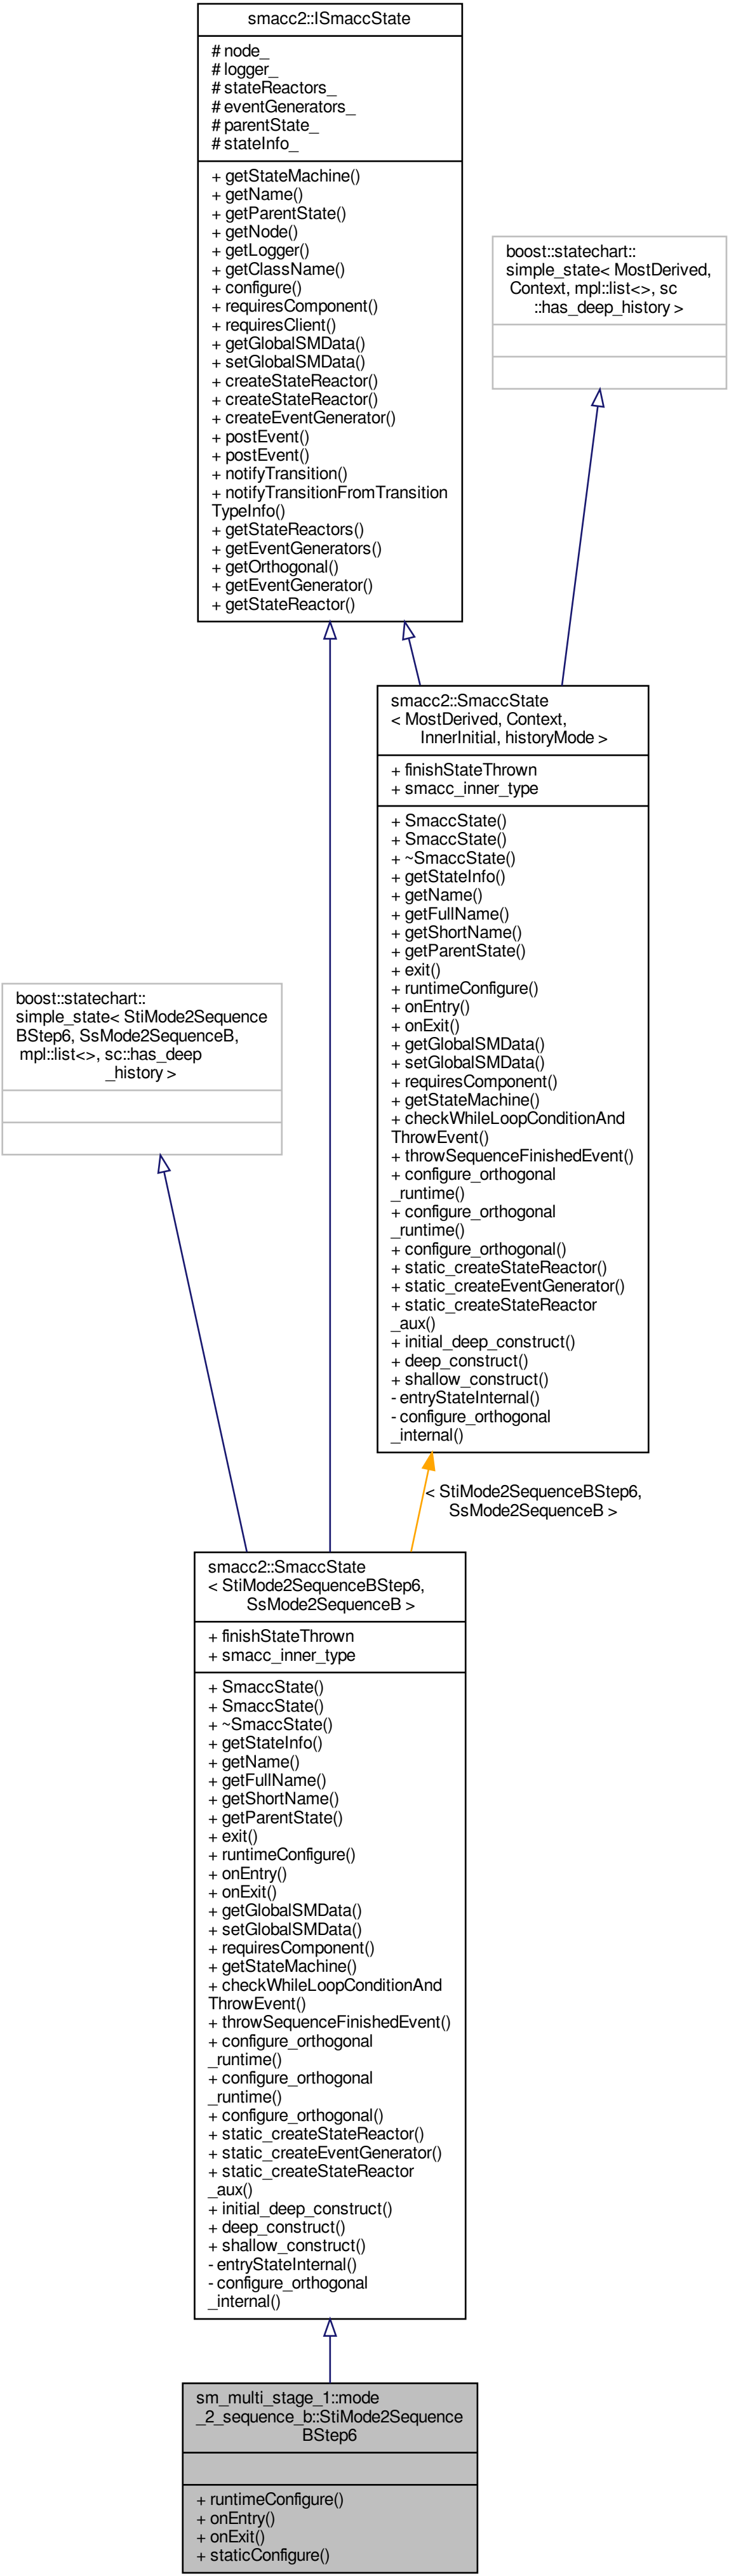 smacc2::ISmaccState
# node_
# logger_
# stateReactors_
# eventGenerators_
# parentState_
# stateInfo_
+ getStateMachine()
+ getName()
+ getParentState()
+ getNode()
+ getLogger()
+ getClassName()
+ configure()
+ requiresComponent()
+ requiresClient()
+ getGlobalSMData()
+ setGlobalSMData()
+ createStateReactor()
+ createStateReactor()
+ createEventGenerator()
+ postEvent()
+ postEvent()
+ notifyTransition()
+ notifyTransitionFromTransition
TypeInfo()
+ getStateReactors()
+ getEventGenerators()
+ getOrthogonal()
+ getEventGenerator()
+ getStateReactor()
boost::statechart::
simple_state< MostDerived,
Context, mpl::list<>, sc
::has_deep_history >
smacc2::SmaccState
< MostDerived, Context,
InnerInitial, historyMode >
+ finishStateThrown
+ smacc_inner_type
+ SmaccState()
+ SmaccState()
+ ~SmaccState()
+ getStateInfo()
+ getName()
+ getFullName()
+ getShortName()
+ getParentState()
+ exit()
+ runtimeConfigure()
+ onEntry()
+ onExit()
+ getGlobalSMData()
+ setGlobalSMData()
+ requiresComponent()
+ getStateMachine()
+ checkWhileLoopConditionAnd
ThrowEvent()
+ throwSequenceFinishedEvent()
+ configure_orthogonal
_runtime()
+ configure_orthogonal
_runtime()
+ configure_orthogonal()
+ static_createStateReactor()
+ static_createEventGenerator()
+ static_createStateReactor
_aux()
+ initial_deep_construct()
+ deep_construct()
+ shallow_construct()
- entryStateInternal()
- configure_orthogonal
_internal()
boost::statechart::
simple_state< StiMode2Sequence
BStep6, SsMode2SequenceB,
mpl::list<>, sc::has_deep
_history >
< StiMode2SequenceBStep6,
SsMode2SequenceB >
smacc2::SmaccState
< StiMode2SequenceBStep6,
SsMode2SequenceB >
+ finishStateThrown
+ smacc_inner_type
+ SmaccState()
+ SmaccState()
+ ~SmaccState()
+ getStateInfo()
+ getName()
+ getFullName()
+ getShortName()
+ getParentState()
+ exit()
+ runtimeConfigure()
+ onEntry()
+ onExit()
+ getGlobalSMData()
+ setGlobalSMData()
+ requiresComponent()
+ getStateMachine()
+ checkWhileLoopConditionAnd
ThrowEvent()
+ throwSequenceFinishedEvent()
+ configure_orthogonal
_runtime()
+ configure_orthogonal
_runtime()
+ configure_orthogonal()
+ static_createStateReactor()
+ static_createEventGenerator()
+ static_createStateReactor
_aux()
+ initial_deep_construct()
+ deep_construct()
+ shallow_construct()
- entryStateInternal()
- configure_orthogonal
_internal()
sm_multi_stage_1::mode
_2_sequence_b::StiMode2Sequence
BStep6
+ runtimeConfigure()
+ onEntry()
+ onExit()
+ staticConfigure()